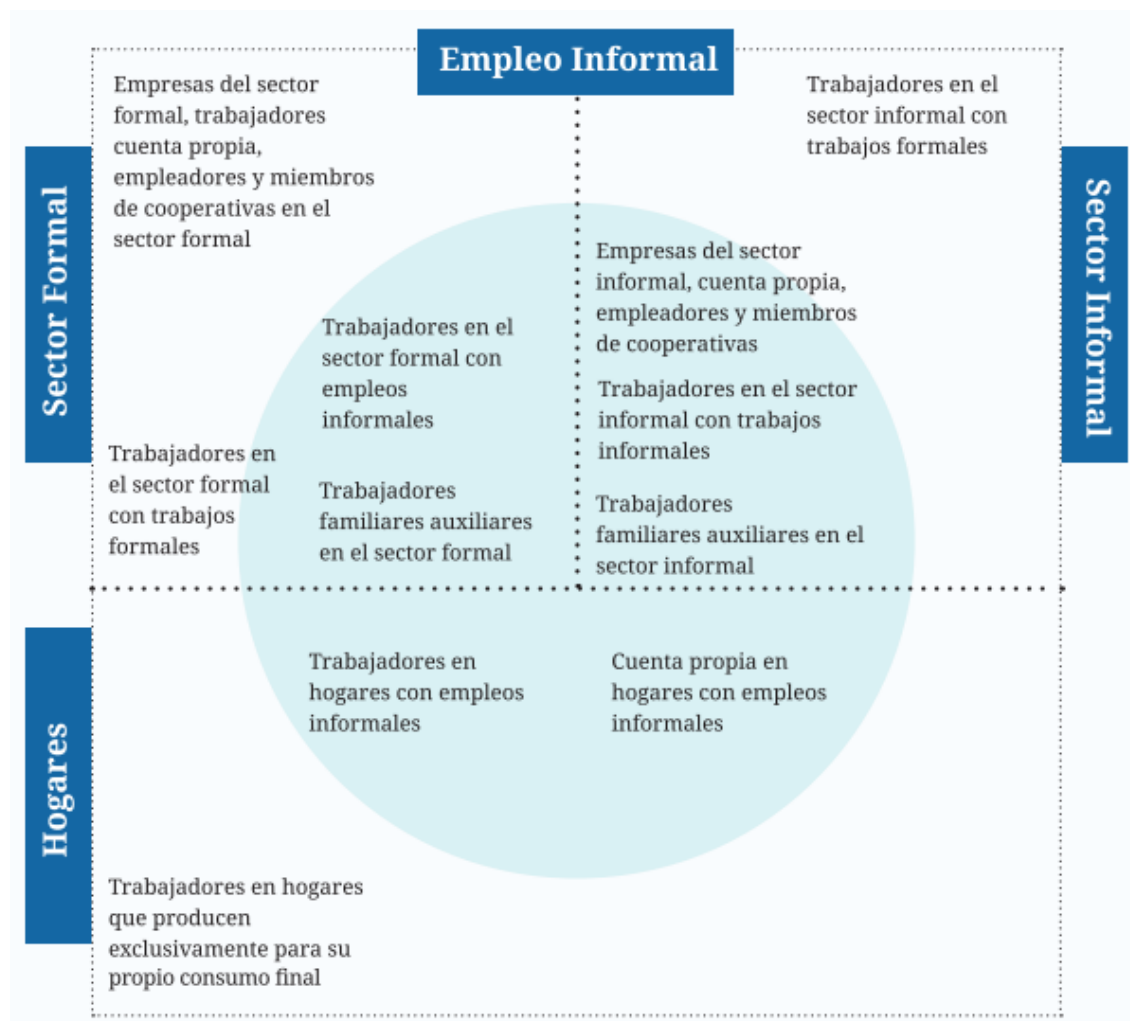 Empleo Informal
Sector Formal
Empresas del sector
formal, trabajadores
cuenta propia,
empleadores y miembros
de cooperativas en el
sector formal
Trabajadores en el
sector formal con
empleos
informales
Trabajadores en
el sector formal
con trabajos
formales
Trabajadores
familiares auxiliares
en el sector formal
Sector Informal
Trabajadores en el
sector informal con
trabajos formales
Empresas del sector
informal, cuenta propia,
empleadores y miembros
de cooperativas
Trabajadores en el sector
informal con trabajos
informales
Trabajadores
familiares auxiliares en el
sector informal
Hogares
Trabajadores en
hogares con empleos
informales
Cuenta propia en
hogares con empleos
informales
Trabajadores en hogares
que producen
exclusivamente para su
propio consumo final